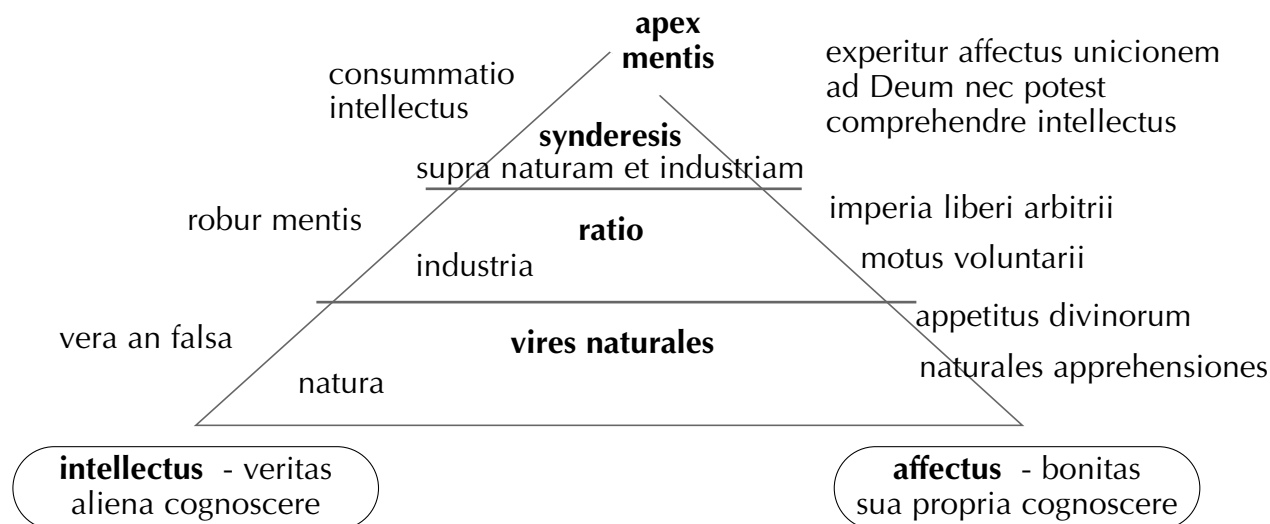 apex
mentis
consummatio
intellectus
experitur affectus unicionem
ad Deum nec potest
comprehendre intellectus
synderesis
supra naturam et industriam
robur mentis
ratio
imperia liberi arbitrii
industria
motus voluntarii
vera an falsa
vires naturales
appetitus divinorum
natura
naturales apprehensiones
intellectus - veritas
aliena cognoscere
affectus - bonitas
sua propria cognoscere